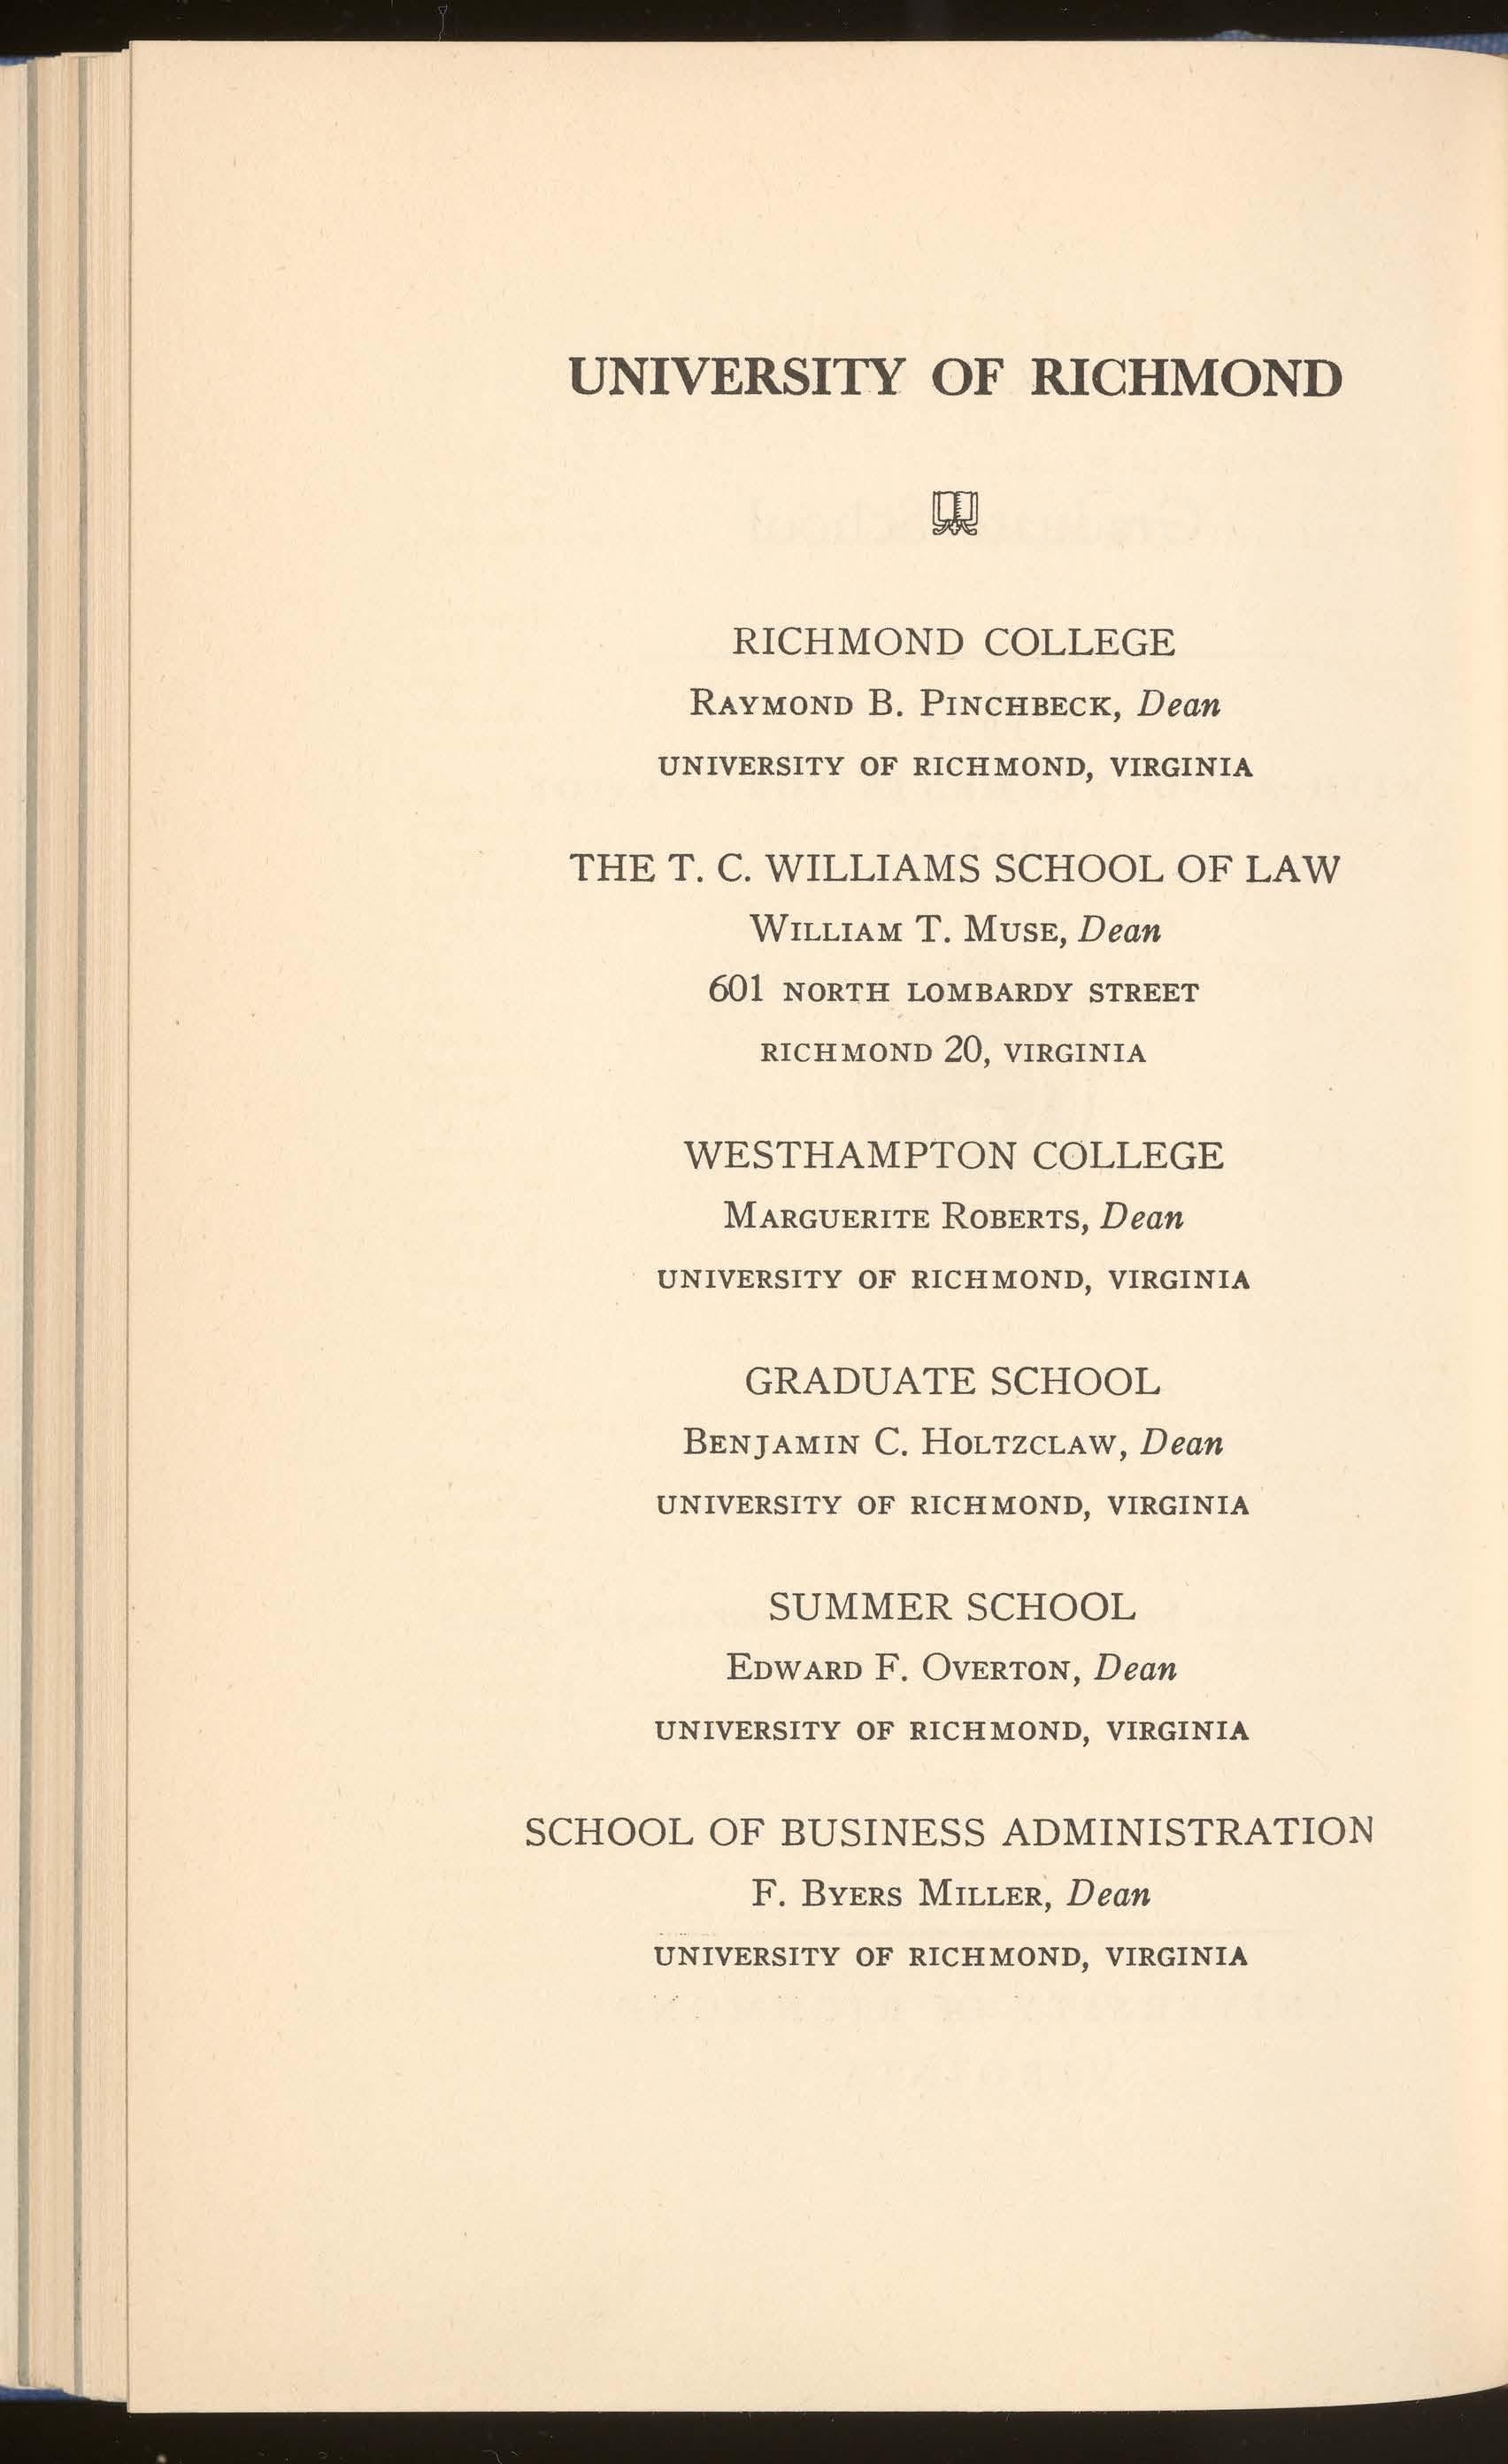 UNIVERSITY OF RICHMOND
RICHMOND COLLEGE
RAYMOND B. PINCHBECK, Dean
UNIVERSITY OF RICHMOND, VIRGINIA
THE T. C. WILLIAMS SCHOOL OF LAW
WILLIAM T. MUSE, Dean
601 NORTH LOMBARDY STREET
RICHMOND 20, VIRGINIA
WESTHAMPTON COLLEGE
MARGUERITE ROBERTS, Dean
UNIVERSITY OF RICHMOND, VIRGINIA
GRADUATE SCHOOL
BENJAMIN C. HOLTZCLAW, Dean
UNIVERSITY OF RICHMOND, VIRGINIA
SUMMER SCHOOL
EDWARD F. OVERTON, Dean
UNIVERSITY OF RICHMOND, VIRGINIA
SCHOOL OF BUSINESS ADMINISTRATION
F. BYERS MILLER, Dean
UNIVERSITY OF RICHMOND, VIRGINIA